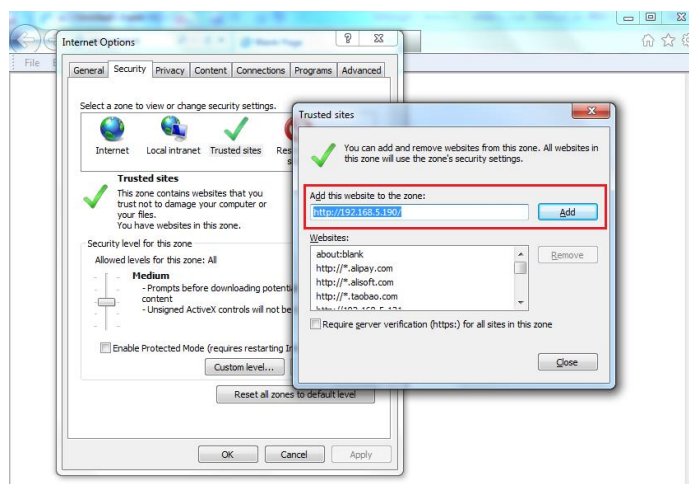 Internet Options
File
General Security Privacy Content Connections Programs Advanced
Select a zone to view or change security settings.
Internet Local intranet Trusted sites
Trusted sites
This zone contains websites that you
trust not to damage your computer or
your files.
You have websites in this zone.
Security level for this zone
Allowed levels for this zone: All
Medium
- Prompts before downloading
content
- Unsigned ActiveX controls will not be
Enable Protected Mode (requires restarting
Custom level...
Reset all zones to default level
OK Cancel Apply
Trusted sites
You can add and remove websites from this zone. All websites in
this zone will use the zone's security settings.
Add this website to the zone:
http://192.168.5.190/ Add
Websites:
about:blank
http://*.alipay.com
http://*.alisoft.com
http://*.taobao.com
Remove
Require server verification (https:) for all sites in this zone
Close